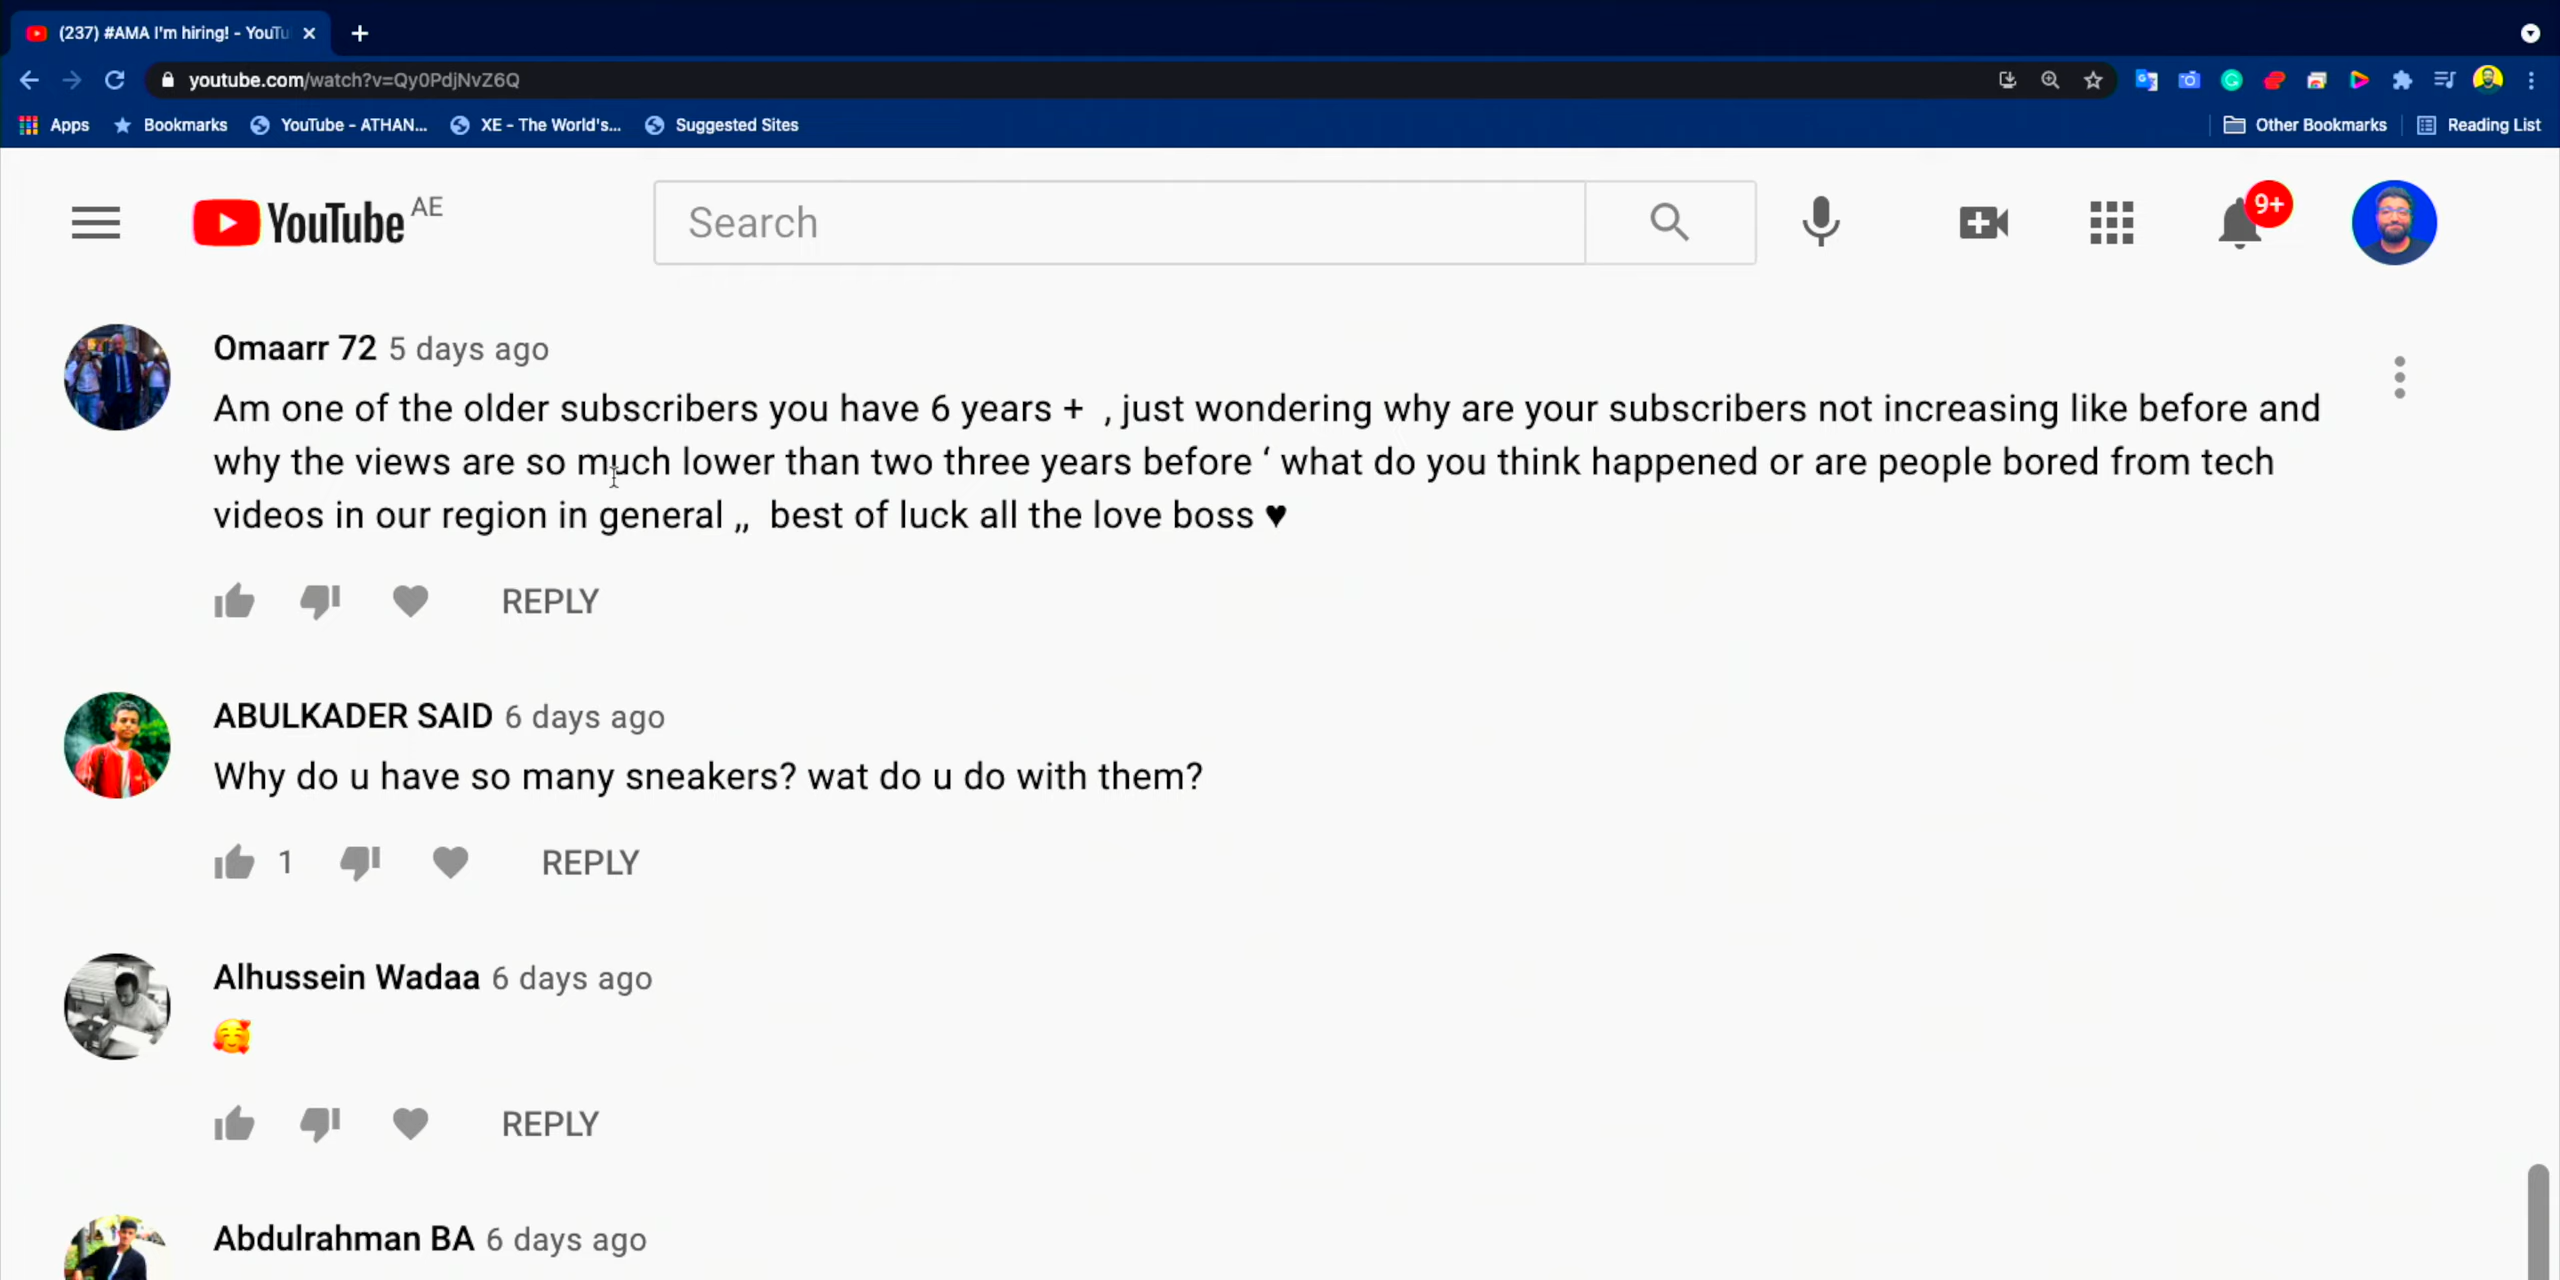 (237) #AMA I'm hiring! - YouTu
youtube.com/watch?v=Qy0PdjNvZ6Q
Apps Bookmarks YouTube - ATHAN... XE - The World's... Suggested Sites Other Bookmarks Reading List
YouTube AE Search 9+
Omaarr 72 5 days ago
Am one of the older subscribers you have 6 years + , just wondering why are your subscribers not increasing like before and
why the views are so much lower than two three years before ‘ what do you think happened or are people bored from tech
videos in our region in general ,, best of luck all the love boss ♥
REPLY
ABULKADER SAID 6 days ago
Why do u have so many sneakers? wat do u do with them?
1 REPLY
Alhussein Wadaa 6 days ago
🥰
REPLY
Abdulrahman BA 6 days ago